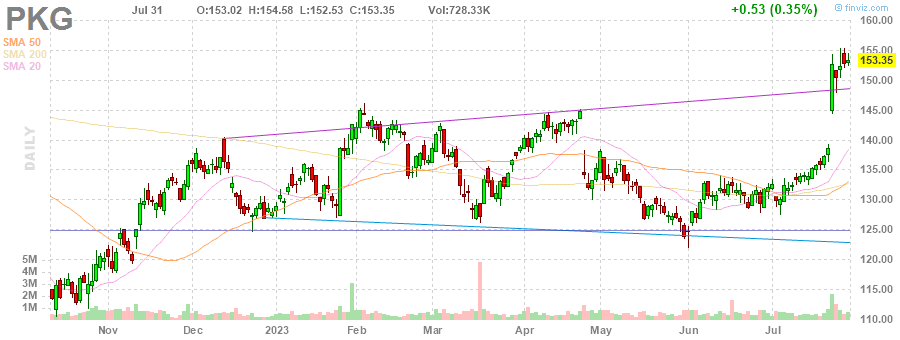 PKG Jul 31 O:153.02 H:154.58 L:152.53 C:153.35 Vol:728.33K +0.53 (0.35%) © finviz.com
SMA 50
SMA 200
SMA 20
DAILY
160.00
155.00
153.35
150.00
145.00
140.00
135.00
130.00
125.00
120.00
115.00
110.00
5M
4M
3M
2M
1M
Nov Dec 2023 Feb Mar Apr May Jun Jul